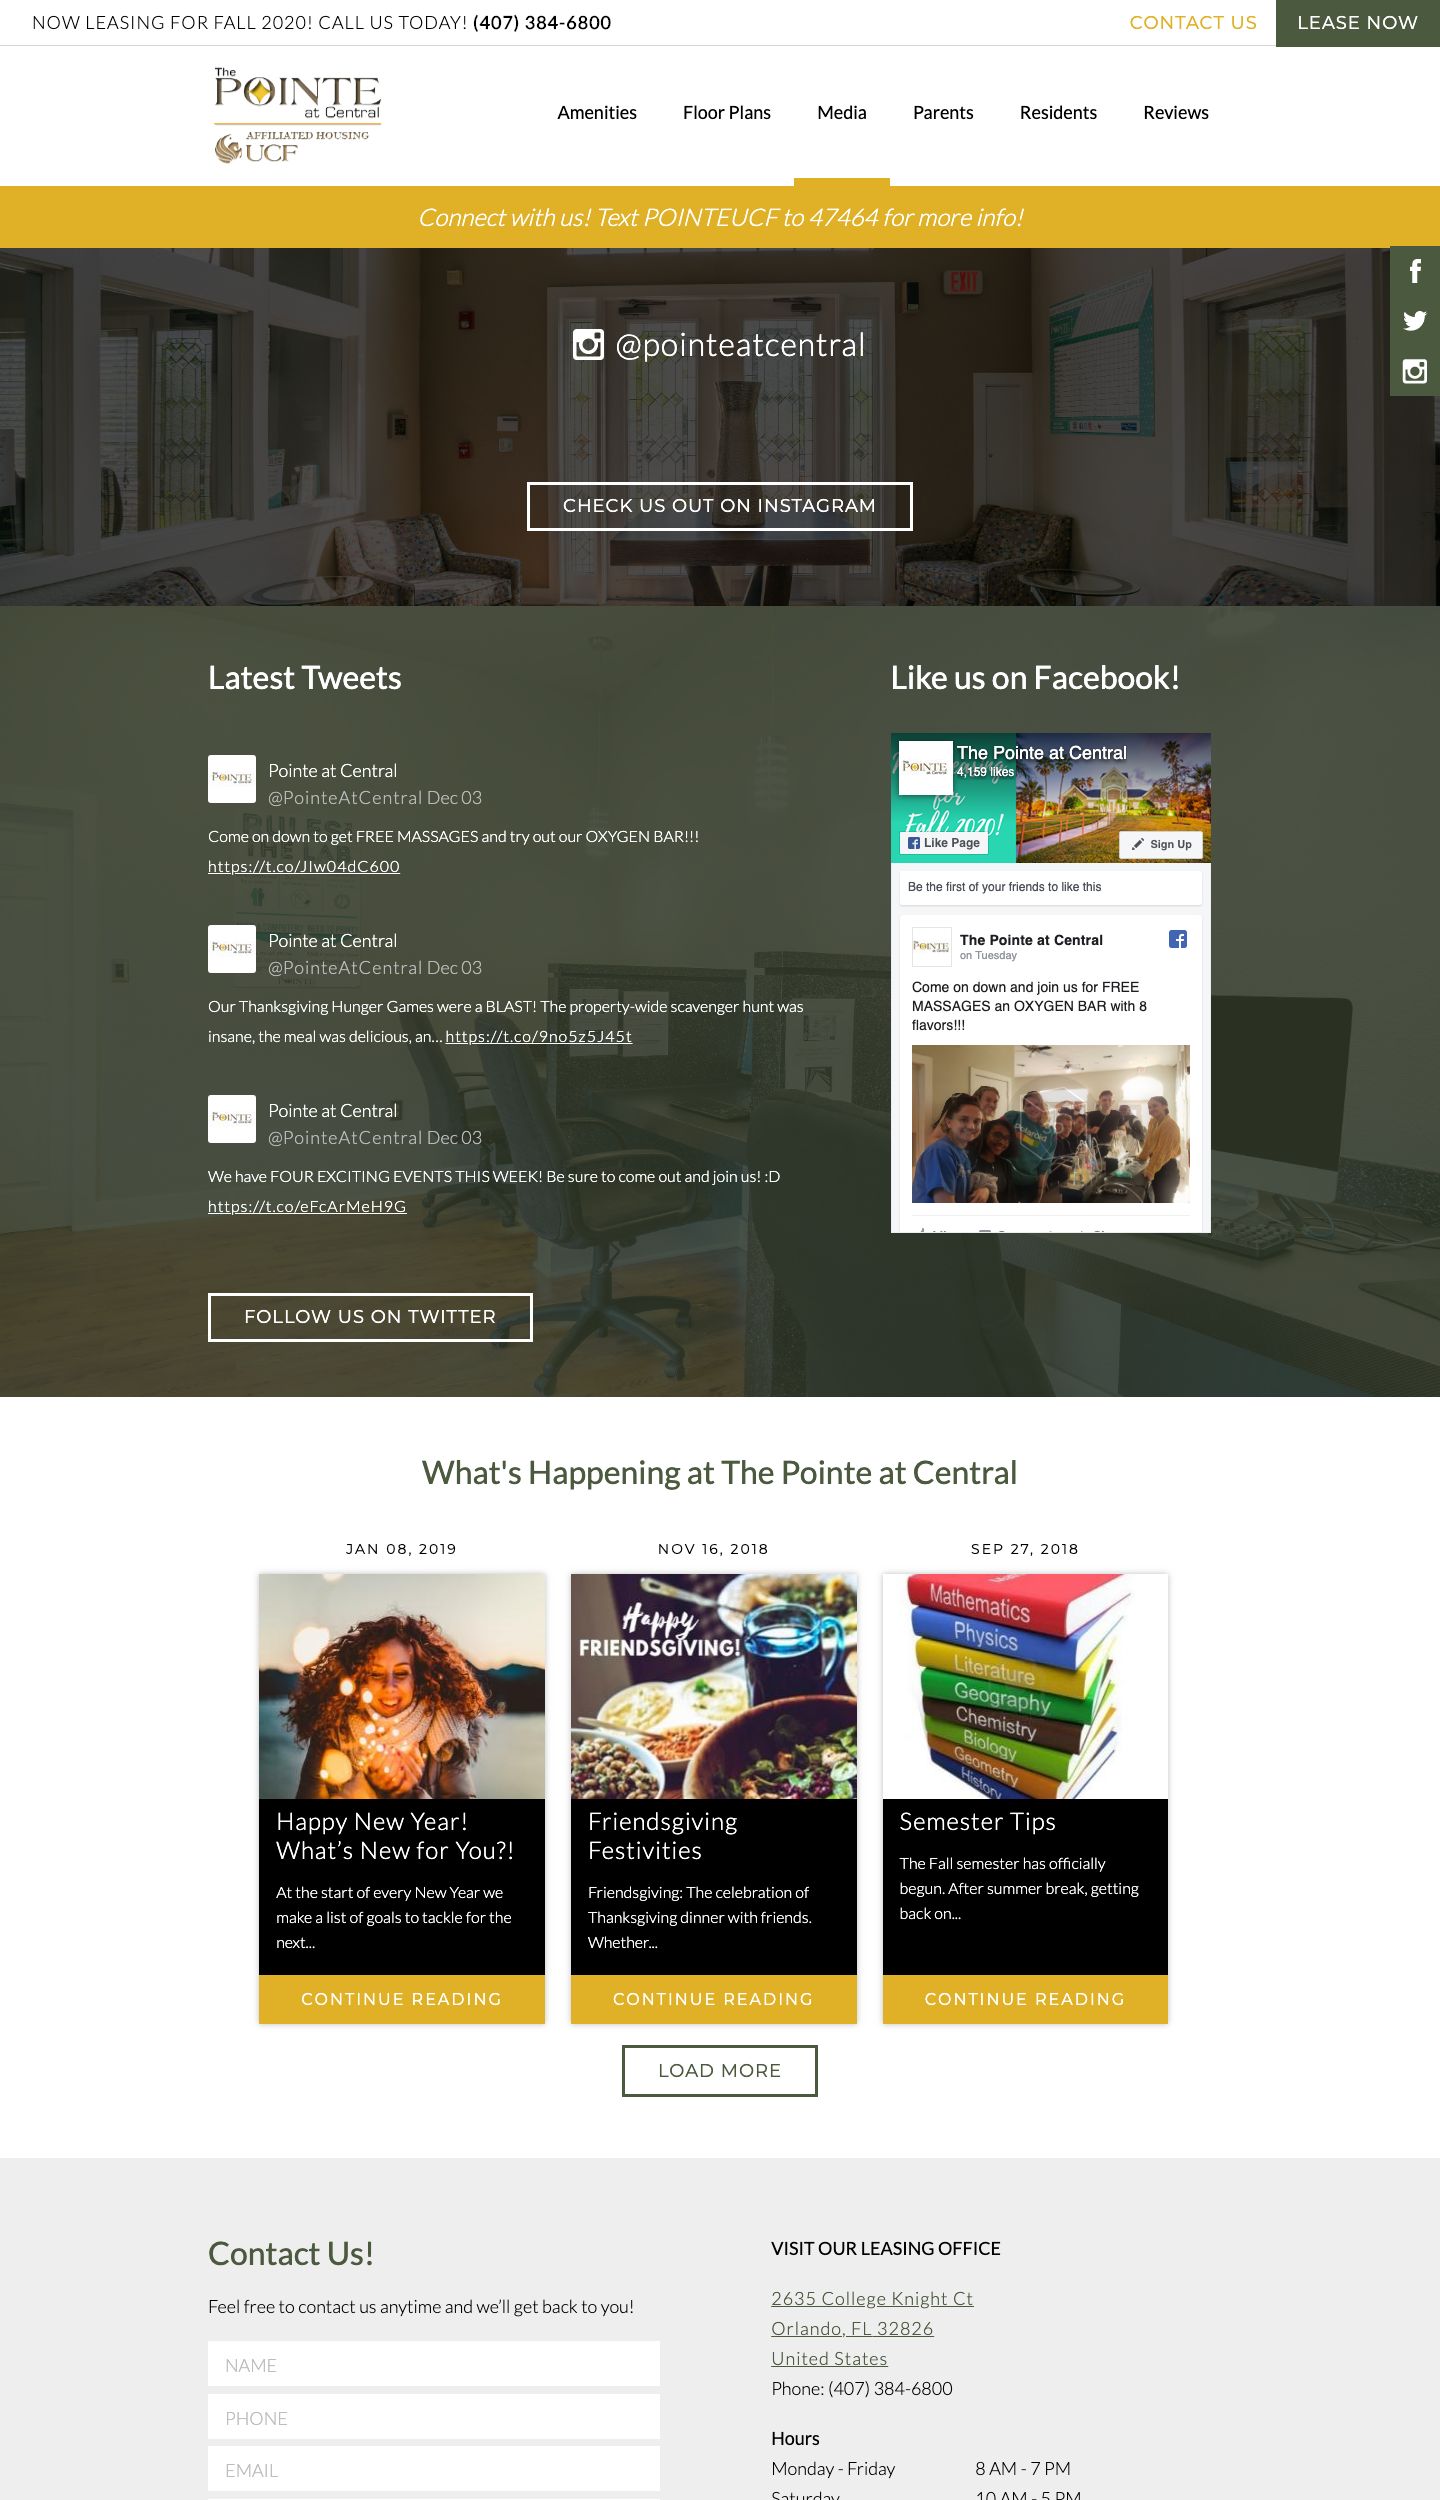 NOW LEASING FOR FALL 2020! CALL US TODAY! (407) 384-6800
CONTACT US
LEASE NOW
The
POINTE
at Central
AFFILIATED HOUSING
UCF
Amenities
Floor Plans
Media
Parents
Residents
Reviews
Connect with us! Text POINTEUCF to 47464 for more info!
EXIT
@pointeatcentral
CHECK US OUT ON INSTAGRAM
Latest Tweets
Pointe at Central
@PointeAtCentral Dec 03
Come on down to get FREE MASSAGES and try out our OXYGEN BAR!!!
https://t.co/JIw04dC600
Pointe at Central
@PointeAtCentral Dec 03
Our Thanksgiving Hunger Games were a BLAST! The property-wide scavenger hunt was
insane, the meal was delicious, an… https://t.co/9no5z5J45t
Pointe at Central
@PointeAtCentral Dec 03
We have FOUR EXCITING EVENTS THIS WEEK! Be sure to come out and join us! :D
https://t.co/eFcArMeH9G
FOLLOW US ON TWITTER
Like us on Facebook!
The Pointe at Central
4,159 likes
for
Fall 2020!
Like Page
Sign Up
Be the first of your friends to like this
The Pointe at Central
on Tuesday
Come on down and join us for FREE
MASSAGES an OXYGEN BAR with 8
flavors!!!
What's Happening at The Pointe at Central
JAN 08, 2019
Happy New Year!
What’s New for You?!
At the start of every New Year we
make a list of goals to tackle for the
next...
CONTINUE READING
NOV 16, 2018
Happy
FRIENDSGIVING!
Friendsgiving
Festivities
Friendsgiving: The celebration of
Thanksgiving dinner with friends.
Whether...
CONTINUE READING
SEP 27, 2018
Mathematics
Physics
Literature
Geography
Chemistry
Biology
Geometry
History
Semester Tips
The Fall semester has officially
begun. After summer break, getting
back on...
CONTINUE READING
LOAD MORE
Contact Us!
Feel free to contact us anytime and we’ll get back to you!
NAME
PHONE
EMAIL
VISIT OUR LEASING OFFICE
2635 College Knight Ct
Orlando, FL 32826
United States
Phone: (407) 384-6800
Hours
Monday - Friday 8 AM - 7 PM
Saturday 10 AM - 5 PM